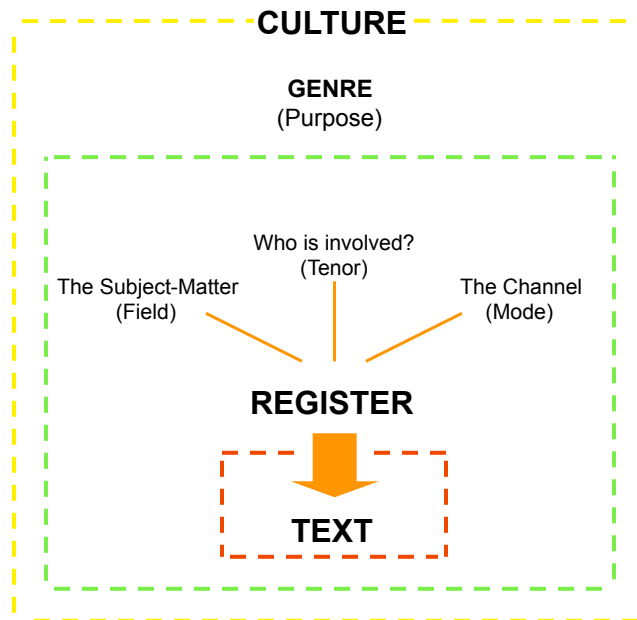 CULTURE
GENRE
(Purpose)
Who is involved?
(Tenor)
The Subject-Matter
(Field)
The Channel
(Mode)
REGISTER
TEXT